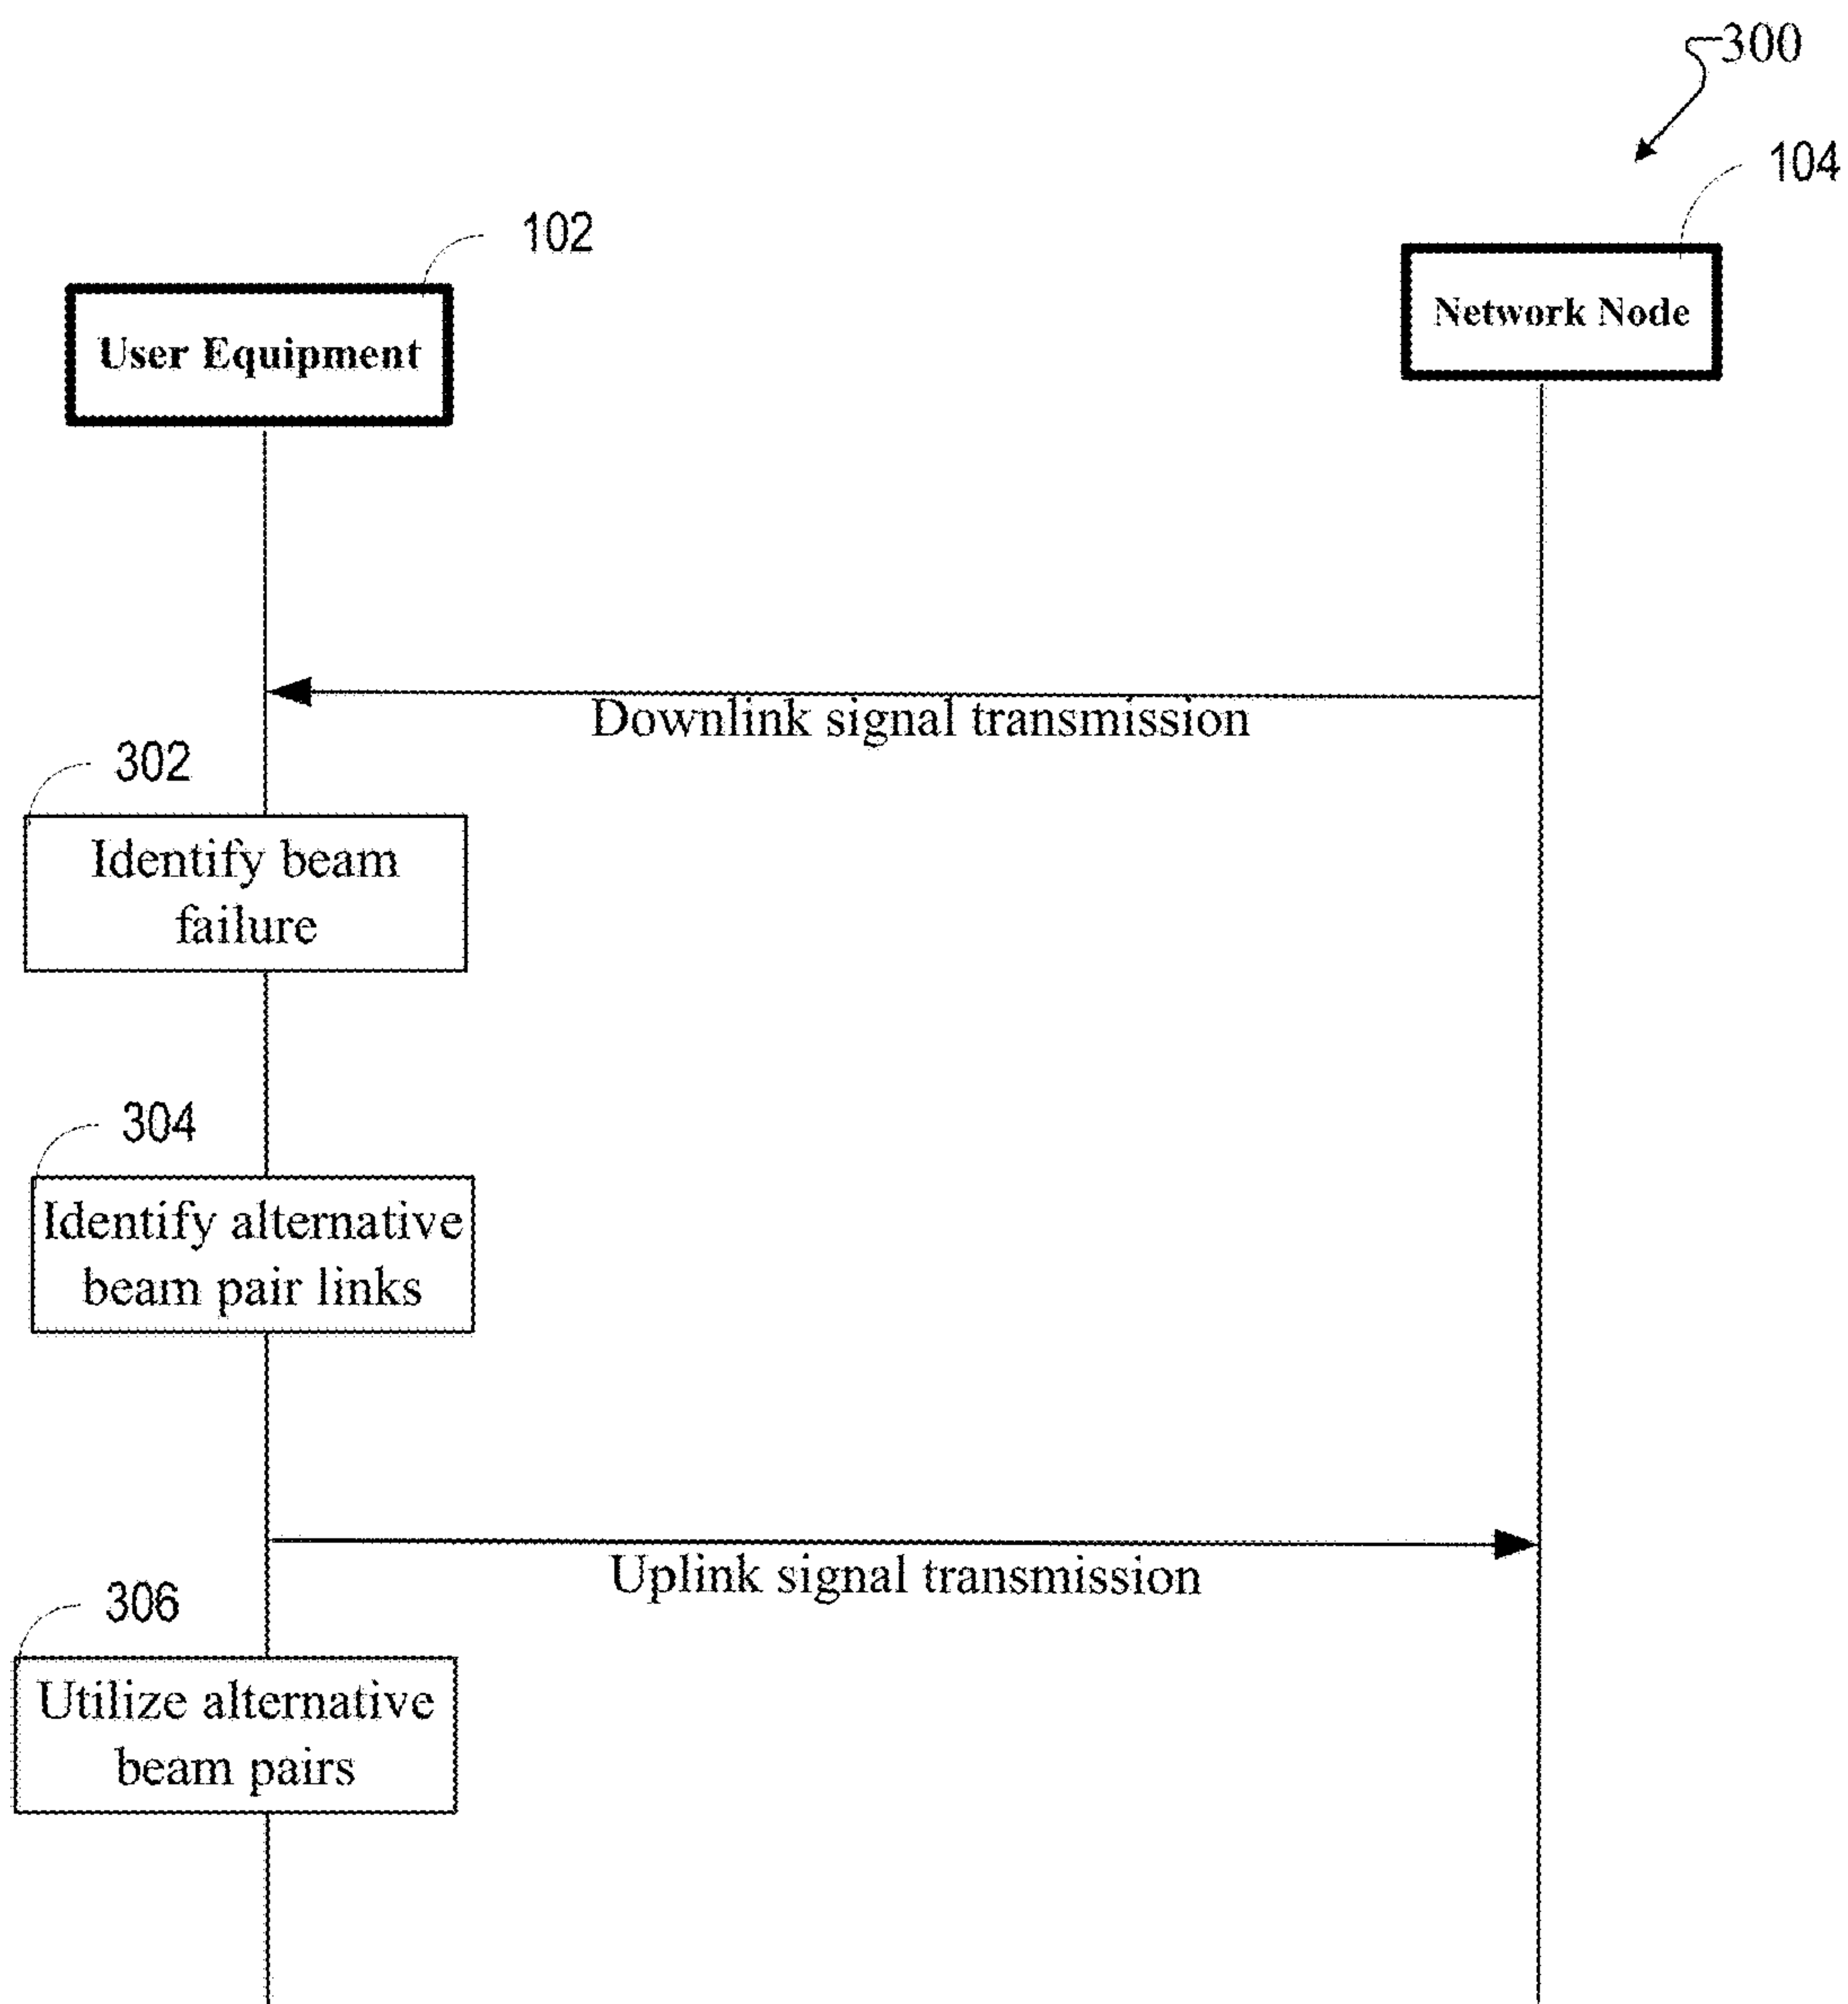 300
104
102
Network Node
User Equipment
Downlink signal transmission
302
Identify beam
failure
304
Identify alternative
beam pair links
Uplink signal transmission
306
Utilize alternative
beam pairs